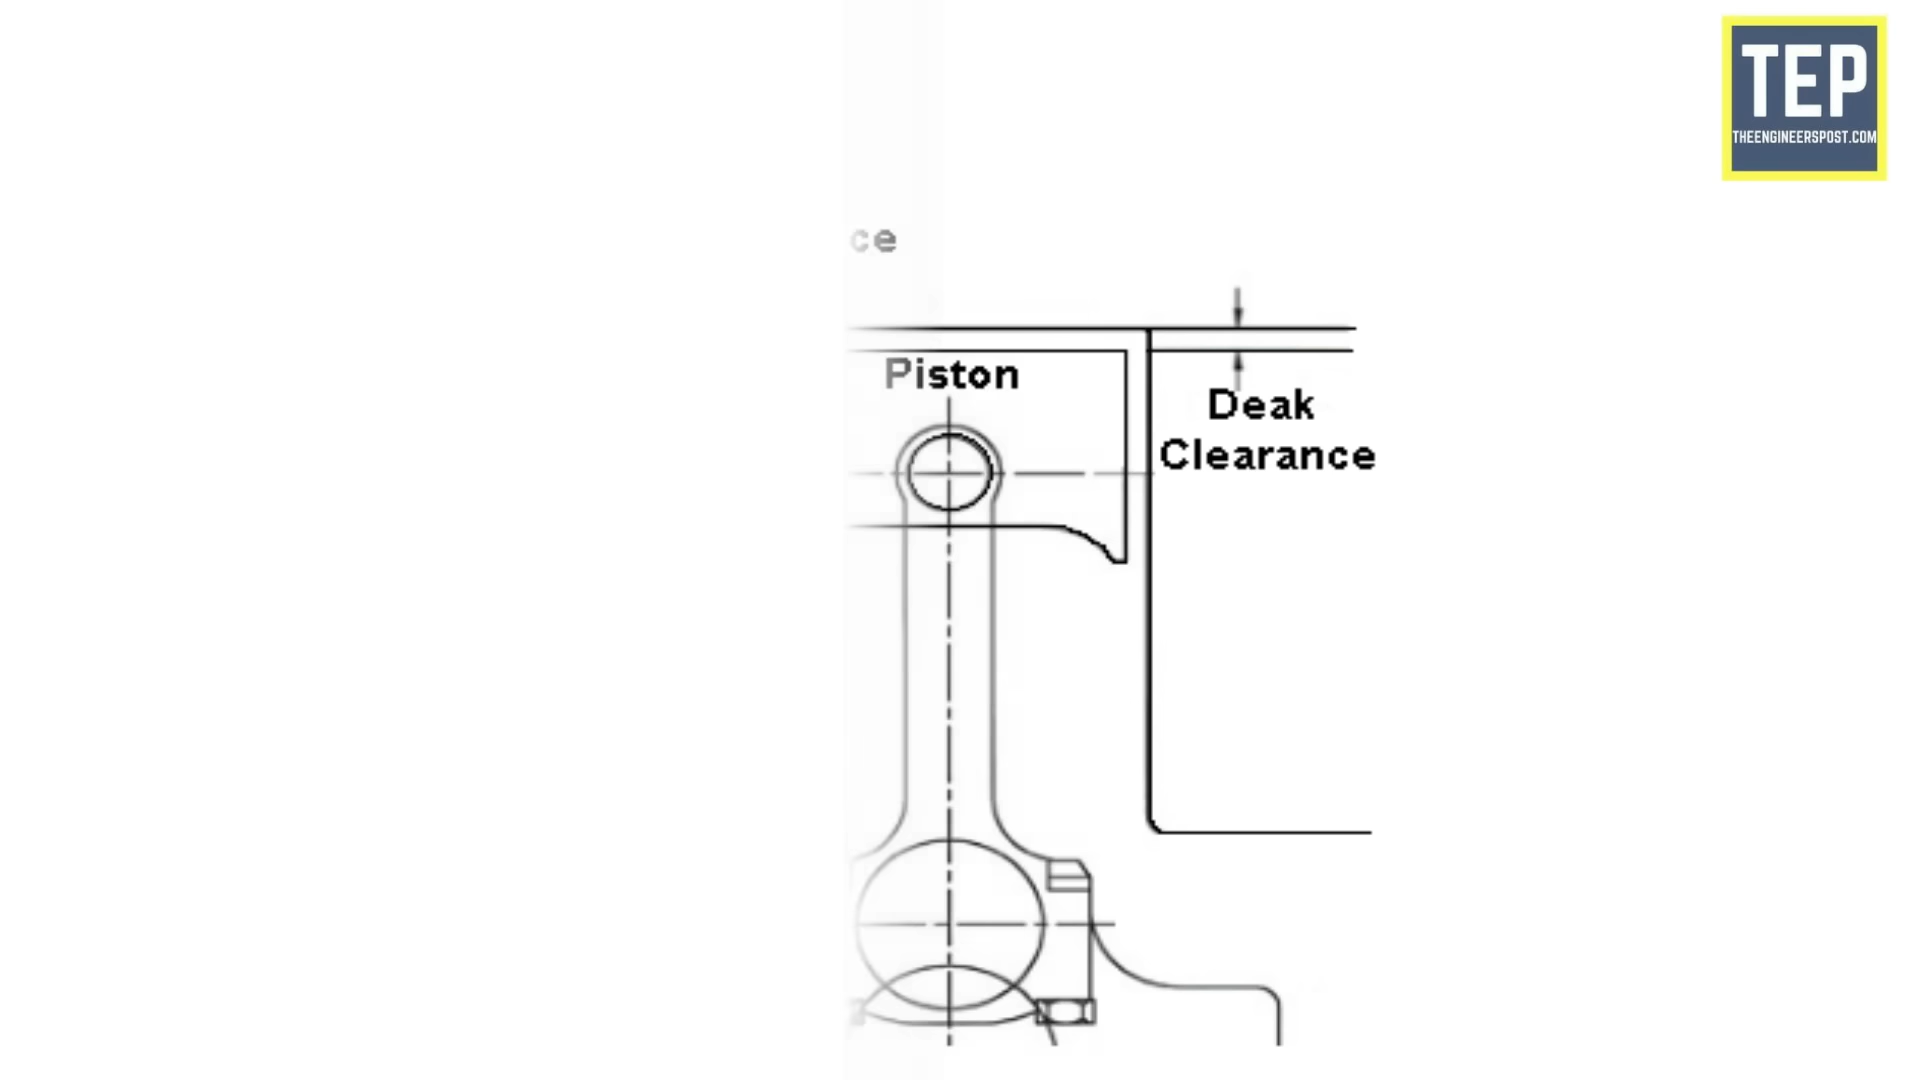 TEP
THEENGINEERSPOST.COM
ce
Piston
Deak
Clearance